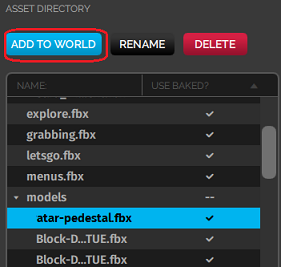 ASSET DIRECTORY
ADD TO WORLD RENAME DELETE
NAME: USE BAKED?
explore.fbx
grabbing.fbx
letsgo.fbx
menus.fbx
models --
atar-pedestal.fbx
Block-D...TUE.fbx
Block-D...TUE.fbx